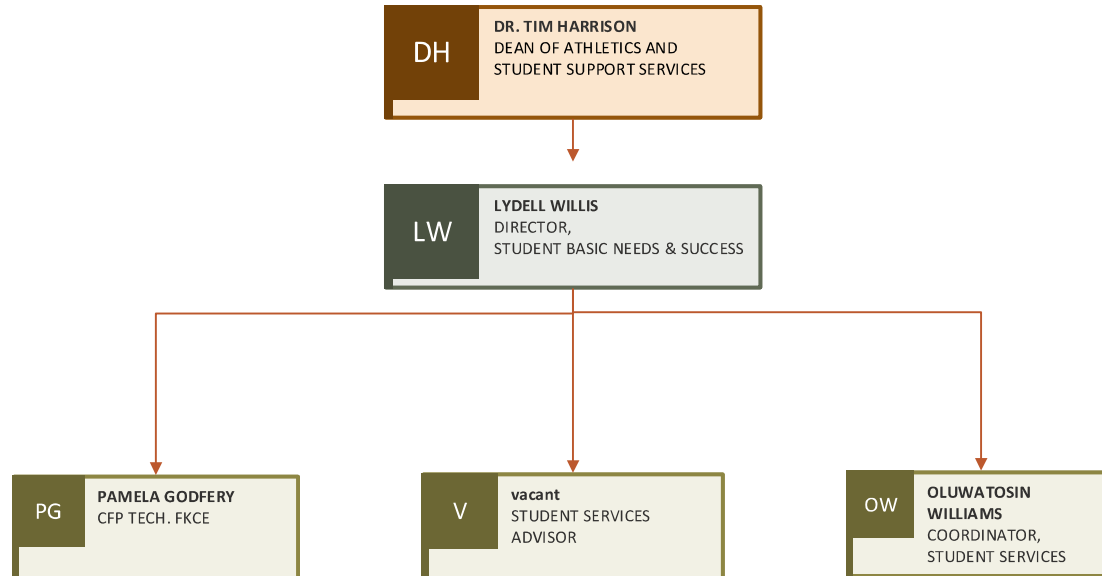 DH
DR. TIM HARRISON
DEAN OF ATHLETICS AND
STUDENT SUPPORT SERVICES
LW
LYDELL WILLIS
DIRECTOR,
STUDENT BASIC NEEDS & SUCCESS
PG
PAMELA GODFERY
CFP TECH. FKCE
V
vacant
STUDENT SERVICES
ADVISOR
OW
OLUWATOSIN
WILLIAMS
COORDINATOR,
STUDENT SERVICES